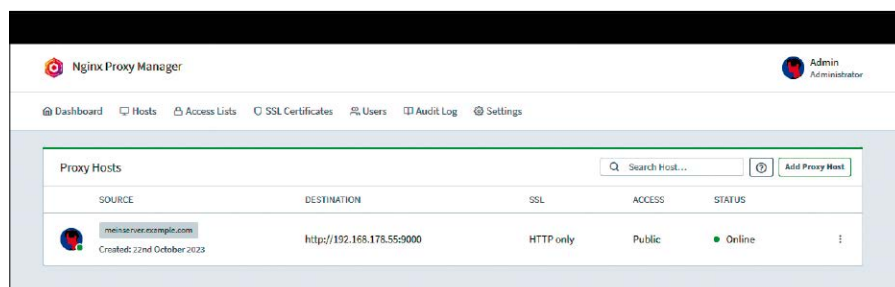 Nginx Proxy Manager
Admin
Administrator
Dashboard Hosts Access Lists SSL Certificates Users Audit Log Settings
Proxy Hosts Search Host... Add Proxy Host
SOURCE DESTINATION SSL ACCESS STATUS
meinserver.example.com
http://192.168.178.55:9000 HTTP only Public Online
Created: 22nd October 2023